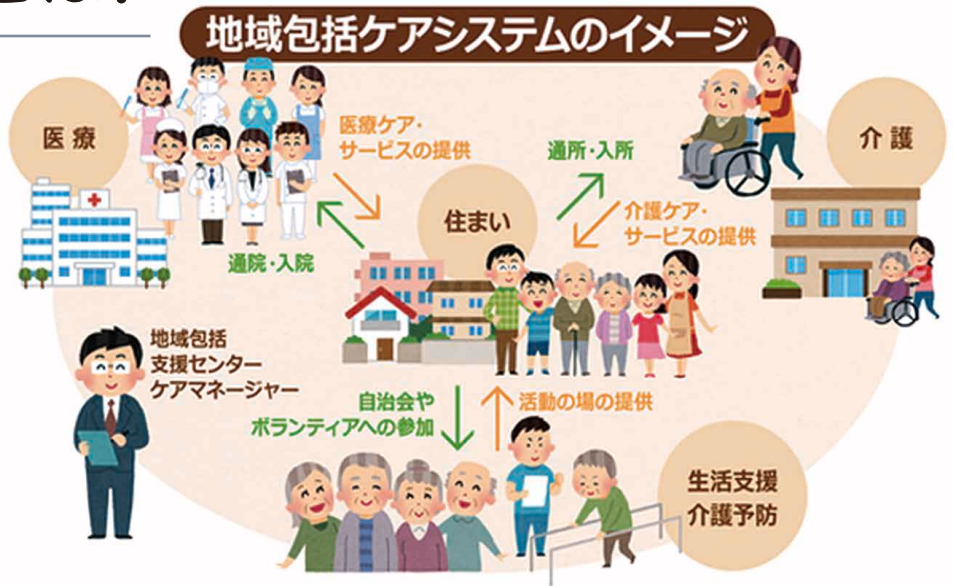 とは？
地域包括ケアシステムのイメージ
医療
医療ケア・
サービスの提供
通院・入院
住まい
通所・入所
介護ケア・
サービスの提供
介護
地域包括
支援センター
ケアマネージャー
自治会や
ボランティアへの参加
活動の場の提供
生活支援
介護予防